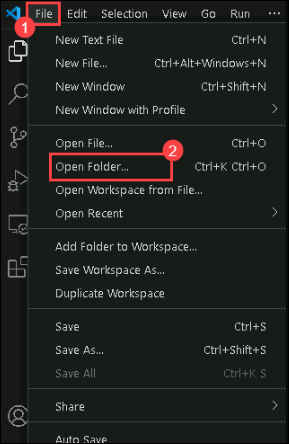 File Edit Selection View Go Run ...
1
New Text File Ctrl+N
New File... Ctrl+Alt+Windows+N
New Window Ctrl+Shift+N
New Window with Profile
Open File... Ctrl+O
2
Open Folder... Ctrl+K Ctrl+O
Open Workspace from File...
Open Recent
Add Folder to Workspace...
Save Workspace As...
Duplicate Workspace
Save Ctrl+S
Save As... Ctrl+Shift+S
Save All Ctrl+K S
Share
Auto Save